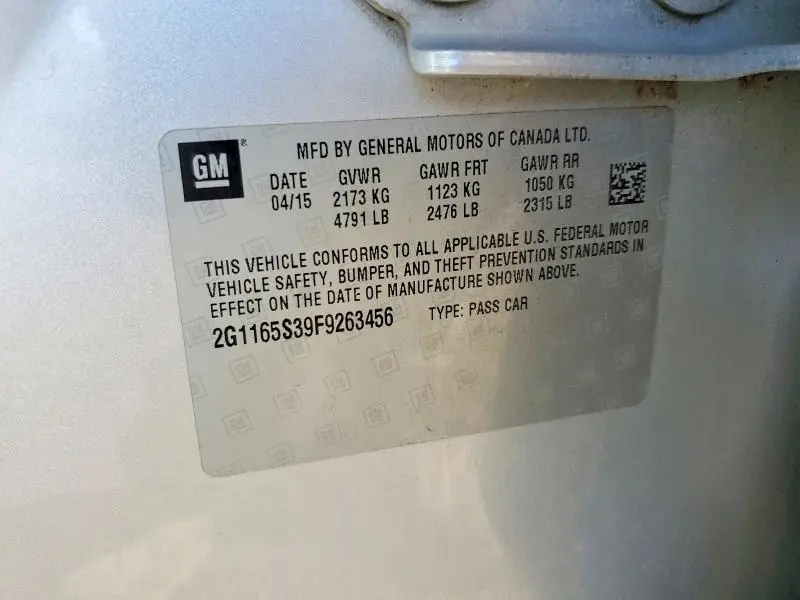 GM
MFD BY GENERAL MOTORS OF CANADA LTD.
DATE GVWR GAWR FRT GAWR RR
04/15 2173 KG 1123 KG 1050 KG
4791 LB 2476 LB 2315 LB
THIS VEHICLE CONFORMS TO ALL APPLICABLE U.S. FEDERAL MOTOR
VEHICLE SAFETY, BUMPER, AND THEFT PREVENTION STANDARDS IN
EFFECT ON THE DATE OF MANUFACTURE SHOWN ABOVE.
2G1165S39F9263456 TYPE: PASS CAR